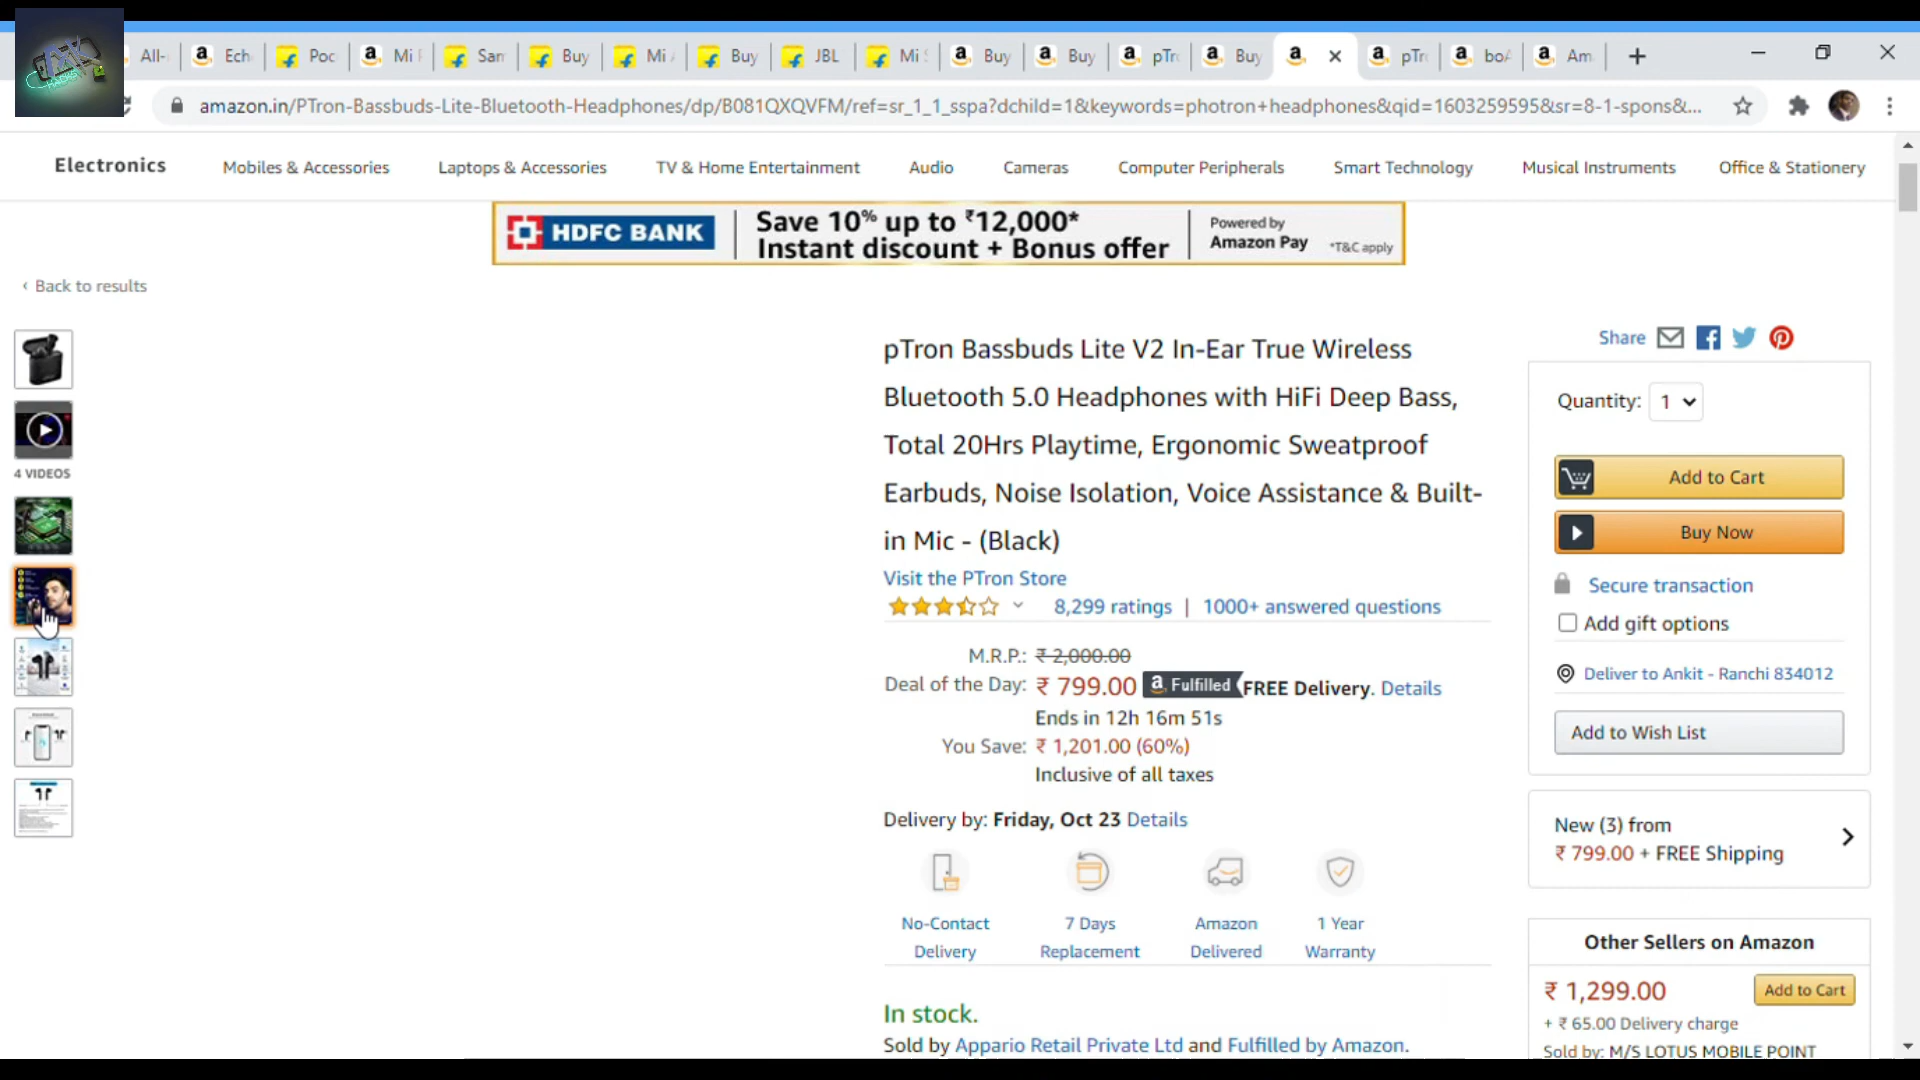 All-
Ech
Poc
Mi
San
Buy
Mi
Buy
JBL
Mi
Buy
Buy
pTr
Buy
pTr
bo
Am
amazon.in/PTron-Bassbuds-Lite-Bluetooth-Headphones/dp/B081QXQVFM/ref=sr_1_1_sspa?dchild=1&keywords=photron+headphones&qid=1603259595&sr=8-1-spons&...
Electronics
Mobiles & Accessories
Laptops & Accessories
TV & Home Entertainment
Audio
Cameras
Computer Peripherals
Smart Technology
Musical Instruments
Office & Stationery
HDFC BANK
Save 10% up to ₹12,000*
Instant discount + Bonus offer
Powered by
Amazon Pay
*T&C apply
‹ Back to results
4 VIDEOS
pTron Bassbuds Lite V2 In-Ear True Wireless
Bluetooth 5.0 Headphones with HiFi Deep Bass,
Total 20Hrs Playtime, Ergonomic Sweatproof
Earbuds, Noise Isolation, Voice Assistance & Built-
in Mic - (Black)
Visit the PTron Store
8,299 ratings | 1000+ answered questions
M.R.P.: ₹ 2,000.00
Deal of the Day: ₹ 799.00 a Fulfilled FREE Delivery. Details
Ends in 12h 16m 51s
You Save: ₹ 1,201.00 (60%)
Inclusive of all taxes
Delivery by: Friday, Oct 23 Details
No-Contact
Delivery
7 Days
Replacement
Amazon
Delivered
1 Year
Warranty
In stock.
Sold by Appario Retail Private Ltd and Fulfilled by Amazon.
Share
Quantity: 1
Add to Cart
Buy Now
Secure transaction
Add gift options
Deliver to Ankit - Ranchi 834012
Add to Wish List
New (3) from
₹ 799.00 + FREE Shipping
Other Sellers on Amazon
₹ 1,299.00
Add to Cart
+ ₹ 65.00 Delivery charge
Sold by: M/S LOTUS MOBILE POINT